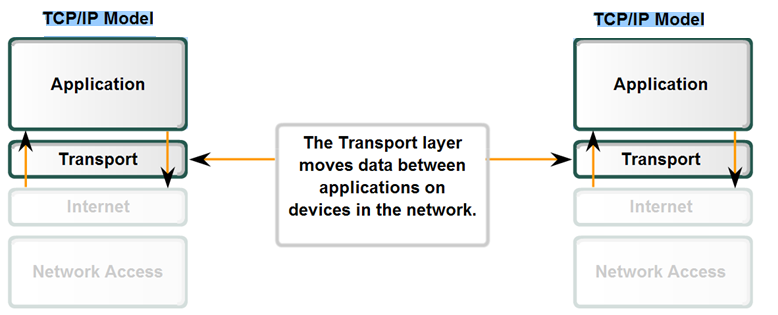 TCP/IP Model
Application
Transport
Internet
Network Access
The Transport layer
moves data between
applications on
devices in the network.
TCP/IP Model
Application
Transport
Internet
Network Access